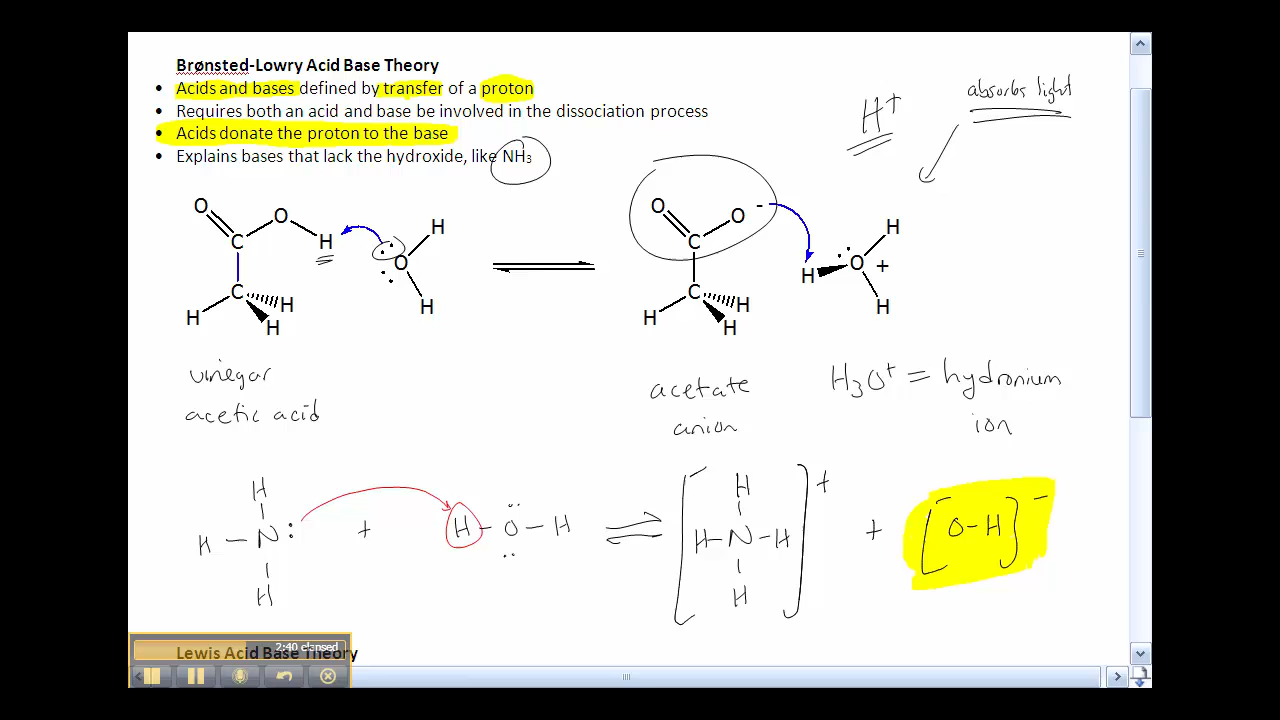 Brønsted-Lowry Acid Base Theory
• Acids and bases defined by transfer of a proton
• Requires both an acid and base be involved in the dissociation process
• Acids donate the proton to the base
• Explains bases that lack the hydroxide, like NH₃
H⁺
absorbs light
O O H
C
C
H H H
O H
H
O O -
C
C
H H H
H O H +
H
vinegar
acetic acid
acetate
anion
H₃O⁺ = hydronium
ion
H
H-N:
H
+
H-O-H
⇌
[H
H-N-H
H]⁺
+
[O-H]⁻
2:40 elapsed
Lewis Acid Base Theory